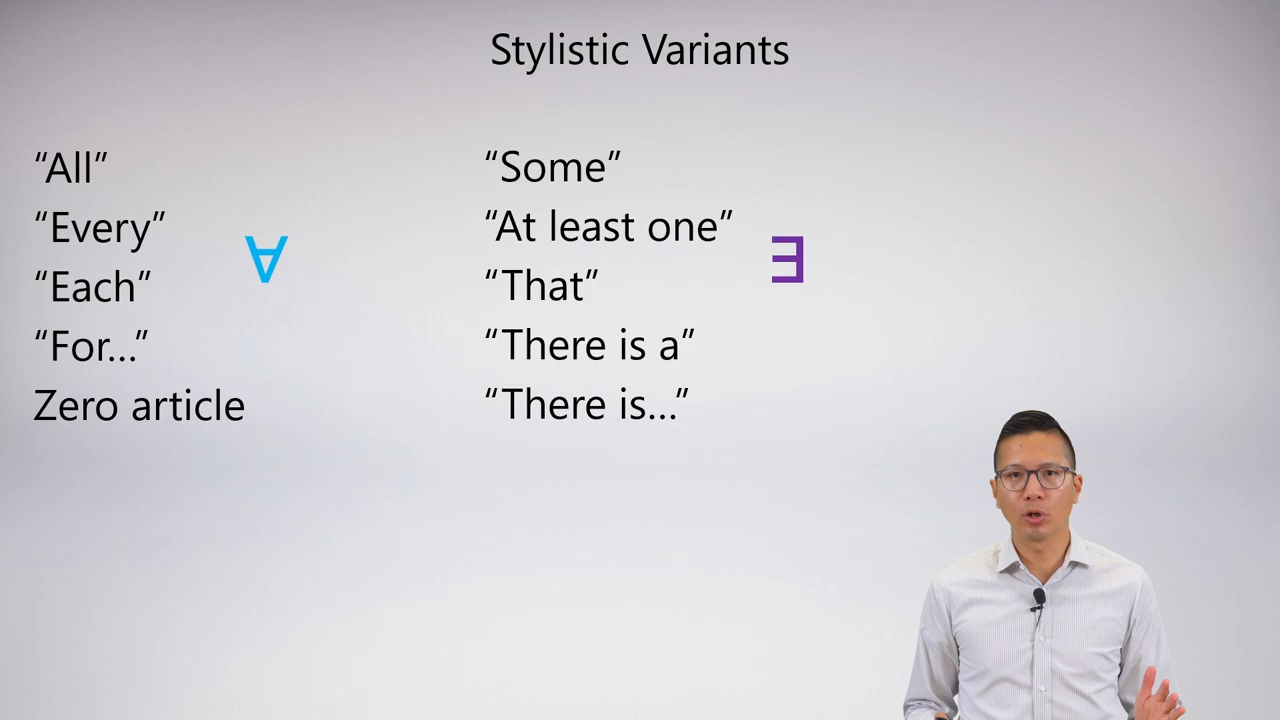 Stylistic Variants
“All”
“Every”
“Each”
“For…”
Zero article
∀
“Some”
“At least one”
“That”
“There is a”
“There is…”
∃